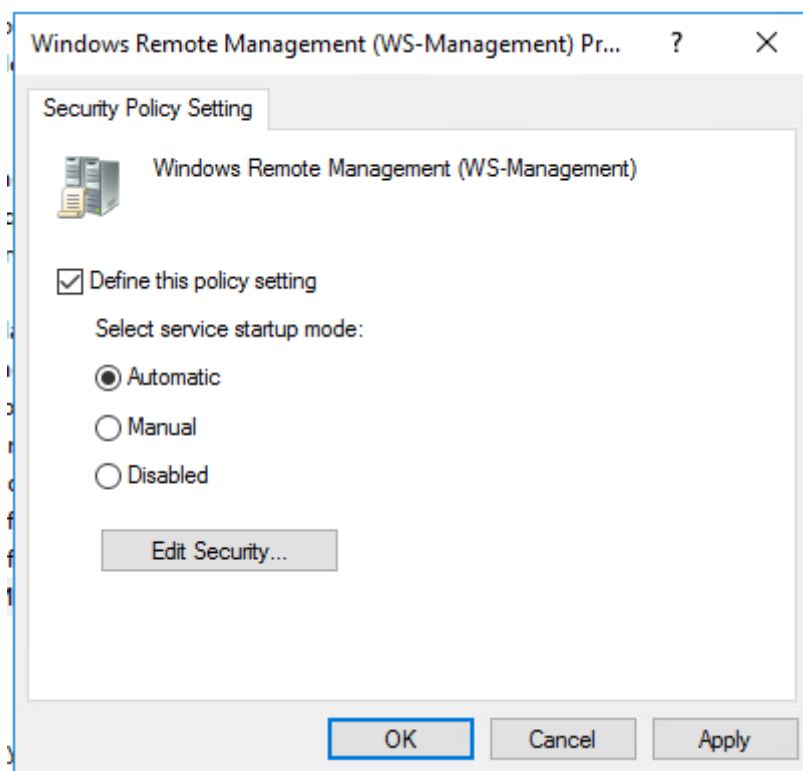 Windows Remote Management (WS-Management) Pr... ?
Security Policy Setting
Windows Remote Management (WS-Management)
Define this policy setting
Select service startup mode:
Automatic
Manual
Disabled
Edit Security...
OK Cancel Apply